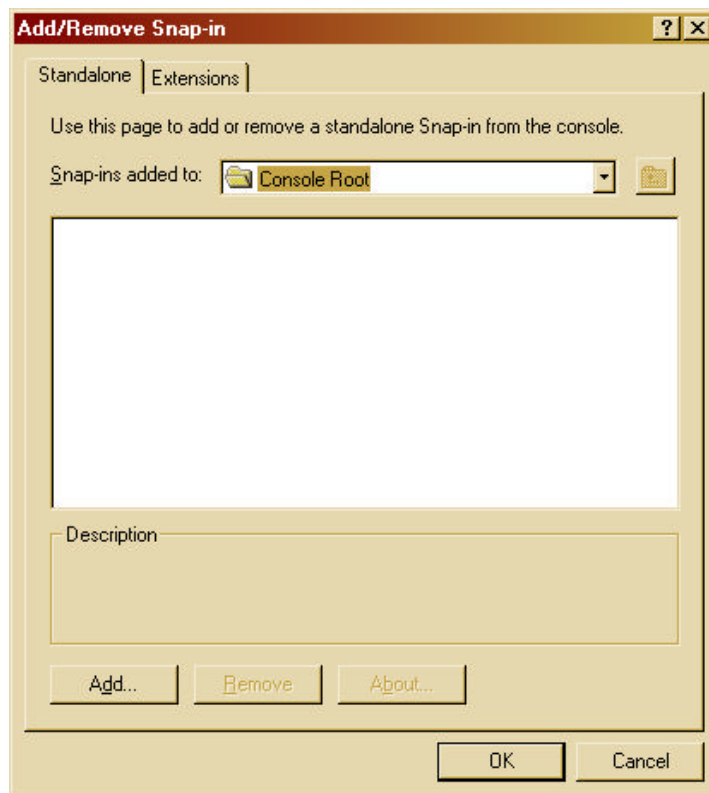 Add/Remove Snap-in
Standalone Extensions
Use this page to add or remove a standalone Snap-in from the console.
Snap-ins added to: Console Root
Description
Add... Remove About...
OK Cancel